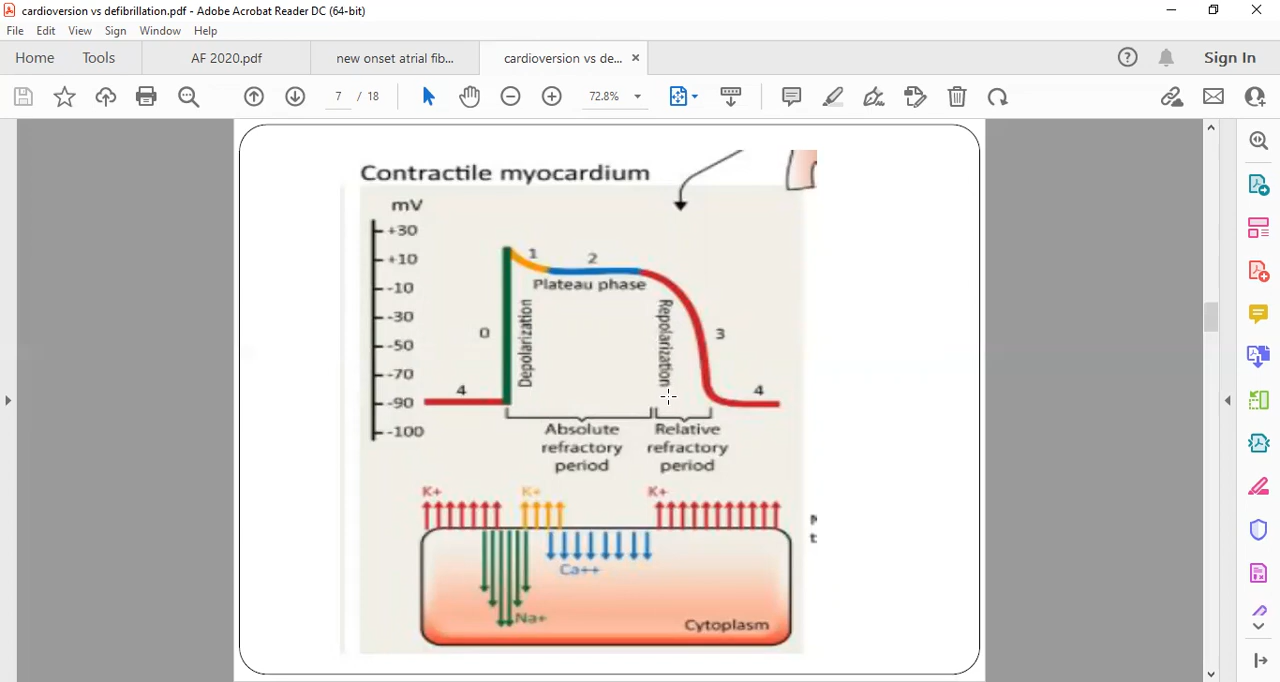 cardioversion vs defibrillation.pdf - Adobe Acrobat Reader DC (64-bit)
File Edit View Sign Window Help
Home Tools AF 2020.pdf new onset atrial fib... cardioversion vs de... × Sign In
7 / 18 72.8%
Contractile myocardium
mV
+30
+10
-10
-30
-50
-70
-90
-100
4
0
Depolarization
1
2
Plateau phase
Repolarization
3
4
Absolute
refractory
period
Relative
refractory
period
K+
K+
K+
Ca++
Na+
Cytoplasm